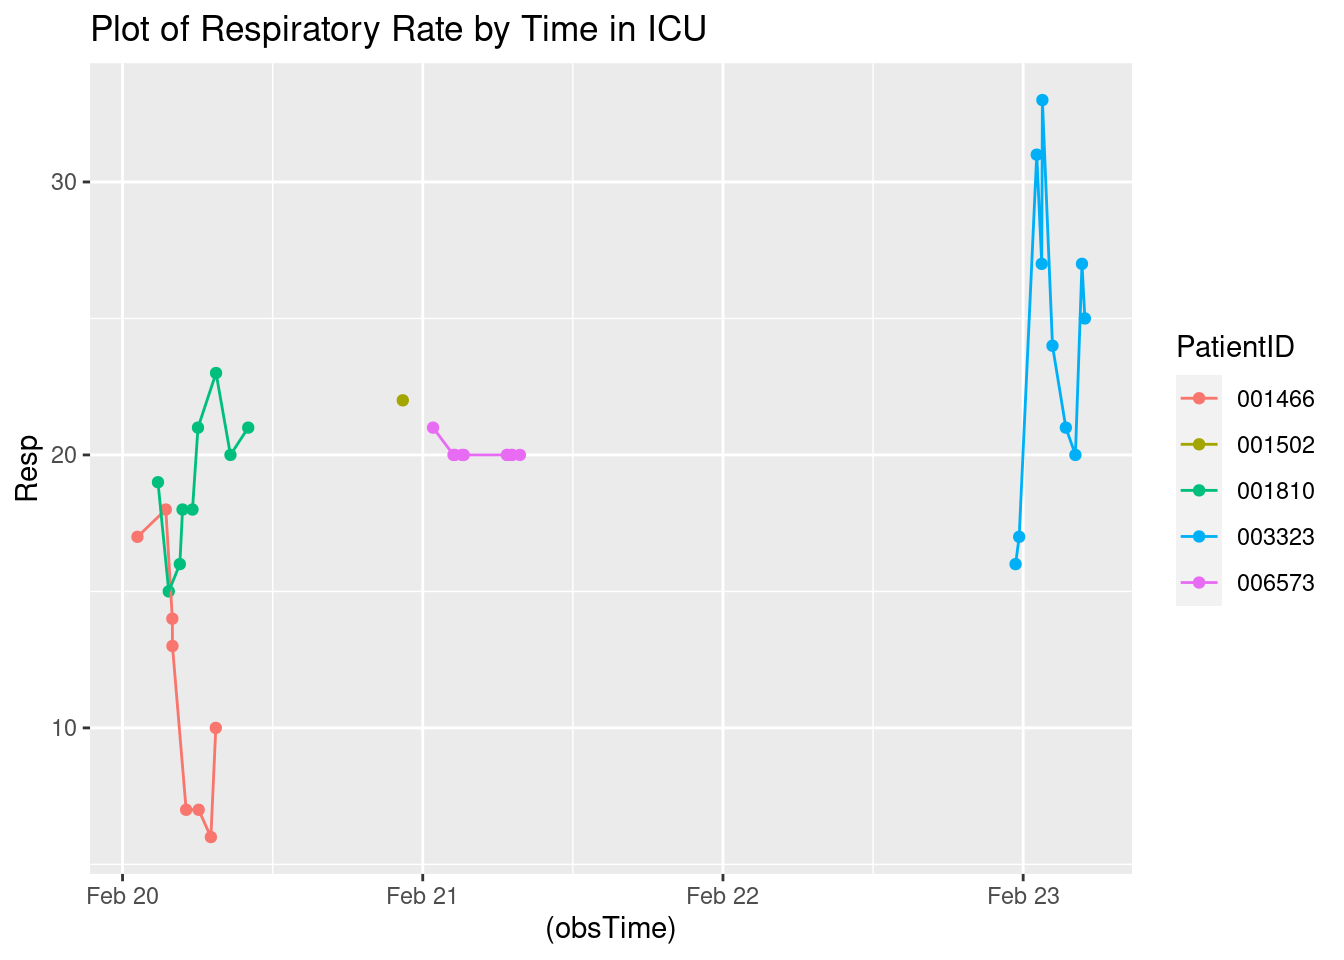 Plot of Respiratory Rate by Time in ICU
Resp
30
20
10
Feb 20
Feb 21
Feb 22
Feb 23
(obsTime)
PatientID
001466
001502
001810
003323
006573